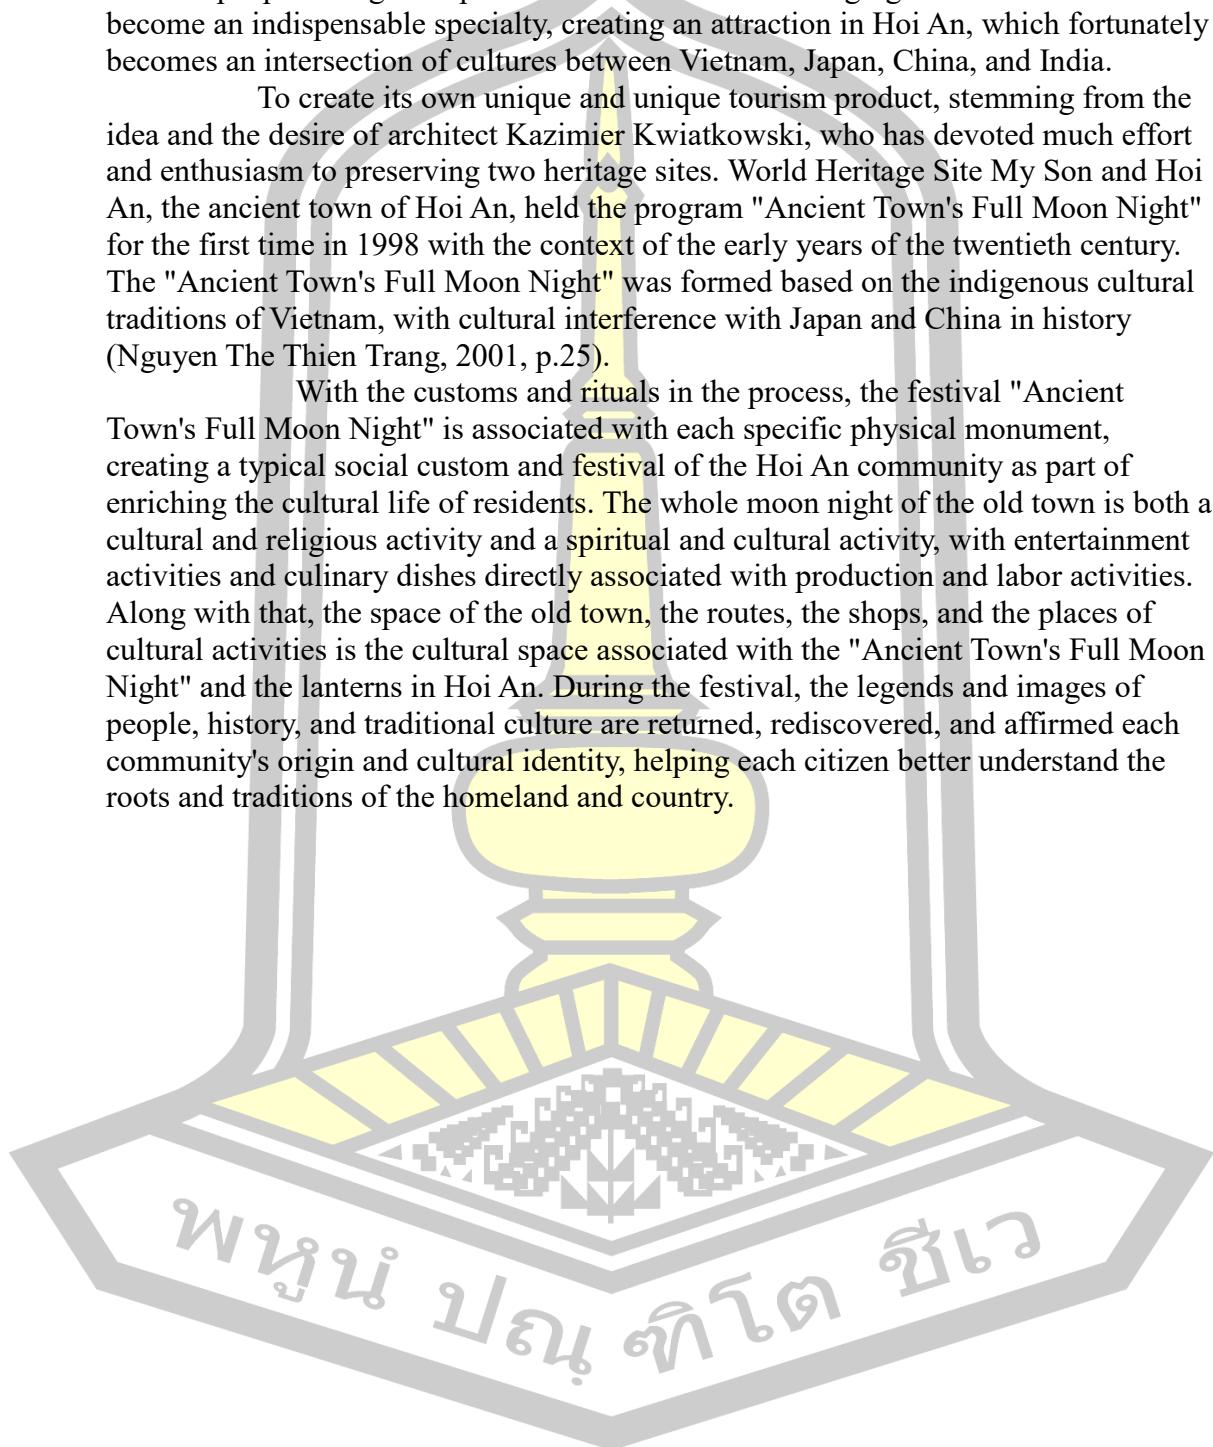 become an indispensable specialty, creating an attraction in Hoi An, which fortunately
becomes an intersection of cultures between Vietnam, Japan, China, and India.
To create its own unique and unique tourism product, stemming from the
idea and the desire of architect Kazimier Kwiatkowski, who has devoted much effort
and enthusiasm to preserving two heritage sites. World Heritage Site My Son and Hoi
An, the ancient town of Hoi An, held the program "Ancient Town's Full Moon Night"
for the first time in 1998 with the context of the early years of the twentieth century.
The "Ancient Town's Full Moon Night" was formed based on the indigenous cultural
traditions of Vietnam, with cultural interference with Japan and China in history
(Nguyen The Thien Trang, 2001, p.25).
With the customs and rituals in the process, the festival "Ancient
Town's Full Moon Night" is associated with each specific physical monument,
creating a typical social custom and festival of the Hoi An community as part of
enriching the cultural life of residents. The whole moon night of the old town is both a
cultural and religious activity and a spiritual and cultural activity, with entertainment
activities and culinary dishes directly associated with production and labor activities.
Along with that, the space of the old town, the routes, the shops, and the places of
cultural activities is the cultural space associated with the "Ancient Town's Full Moon
Night" and the lanterns in Hoi An. During the festival, the legends and images of
people, history, and traditional culture are returned, rediscovered, and affirmed each
community's origin and cultural identity, helping each citizen better understand the
roots and traditions of the homeland and country.
พหูนํ ปณฺ ฑิโต ชีเว